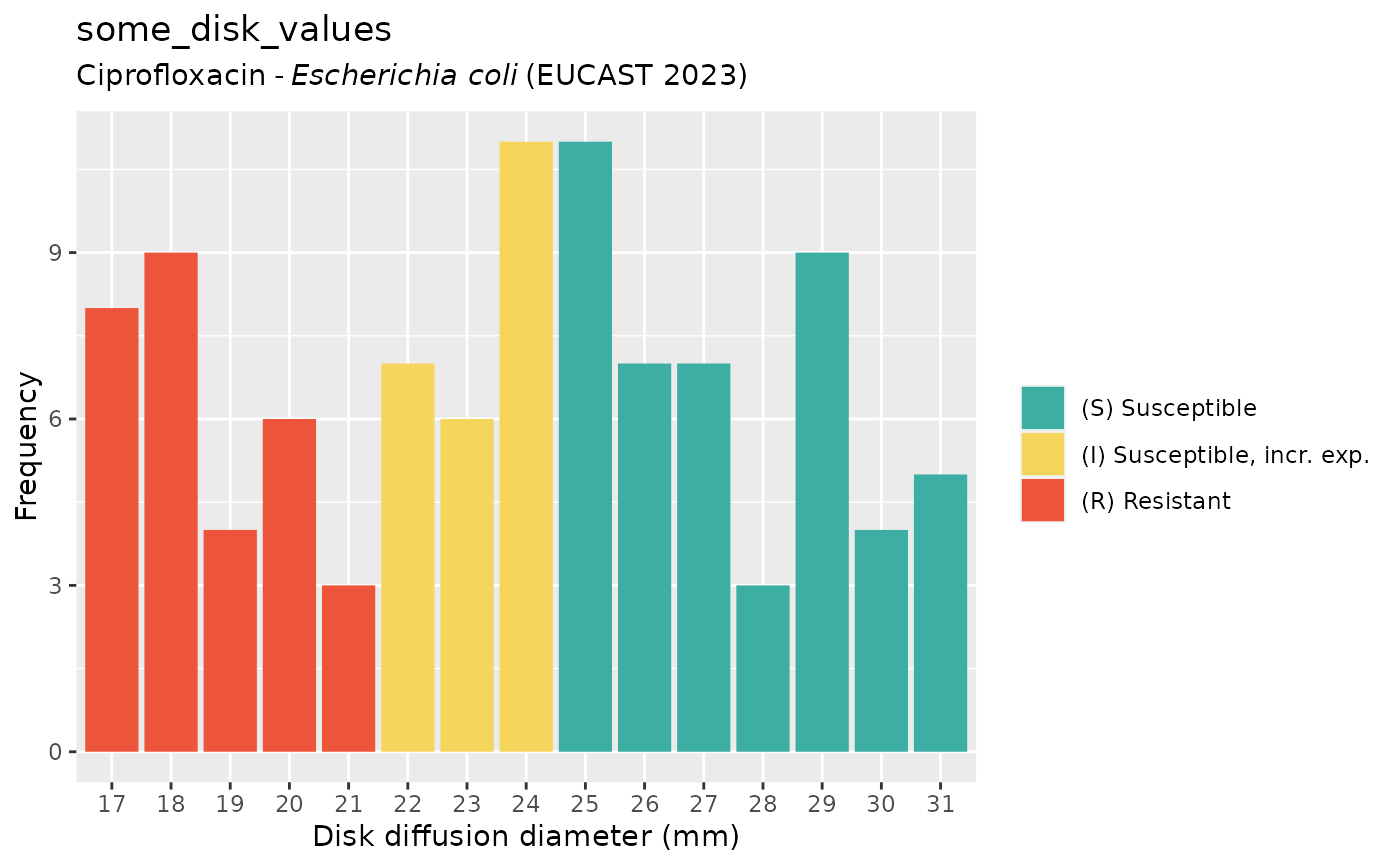 some_disk_values
Ciprofloxacin - Escherichia coli (EUCAST 2023)
Frequency
9
6
3
0
17 18 19 20 21 22 23 24 25 26 27 28 29 30 31
Disk diffusion diameter (mm)
(S) Susceptible
(I) Susceptible, incr. exp.
(R) Resistant